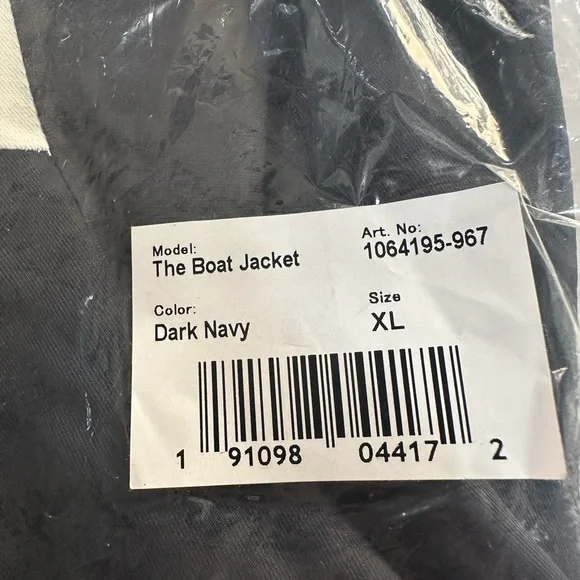 Model:
The Boat Jacket
Art. No:
1064195-967
Color:
Dark Navy
Size
XL
1 91098 04417 2